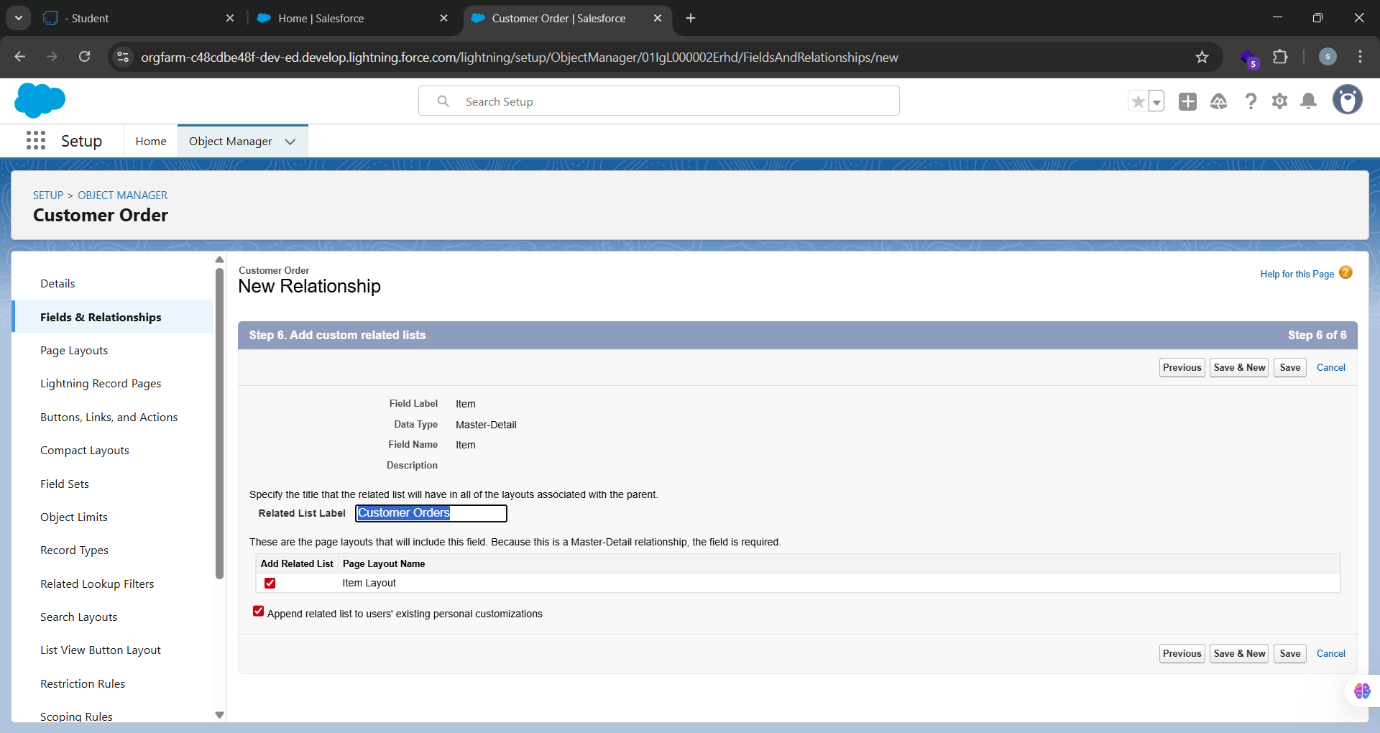 - Student
Home | Salesforce
Customer Order | Salesforce
orgfarm-c48cdbe48f-dev-ed.develop.lightning.force.com/lightning/setup/ObjectManager/01IgL000002Erhd/FieldsAndRelationships/new
5
S
Search Setup
Setup
Home
Object Manager
SETUP > OBJECT MANAGER
Customer Order
Details
Fields & Relationships
Page Layouts
Lightning Record Pages
Buttons, Links, and Actions
Compact Layouts
Field Sets
Object Limits
Record Types
Related Lookup Filters
Search Layouts
List View Button Layout
Restriction Rules
Scoping Rules
Customer Order
New Relationship
Help for this Page ?
Step 6. Add custom related lists
Step 6 of 6
Previous Save & New Save Cancel
Field Label Item
Data Type Master-Detail
Field Name Item
Description
Specify the title that the related list will have in all of the layouts associated with the parent.
Related List Label Customer Orders
These are the page layouts that will include this field. Because this is a Master-Detail relationship, the field is required.
Add Related List Page Layout Name
Item Layout
Append related list to users' existing personal customizations
Previous Save & New Save Cancel